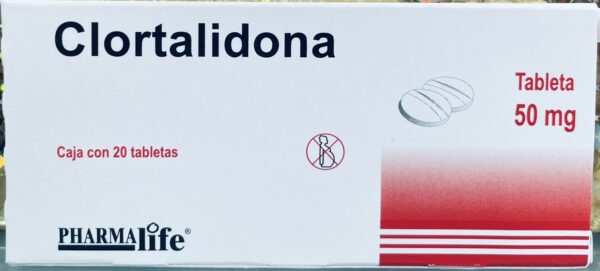 Clortalidona
Tableta
50 mg
Caja con 20 tabletas
PHARMAlife®